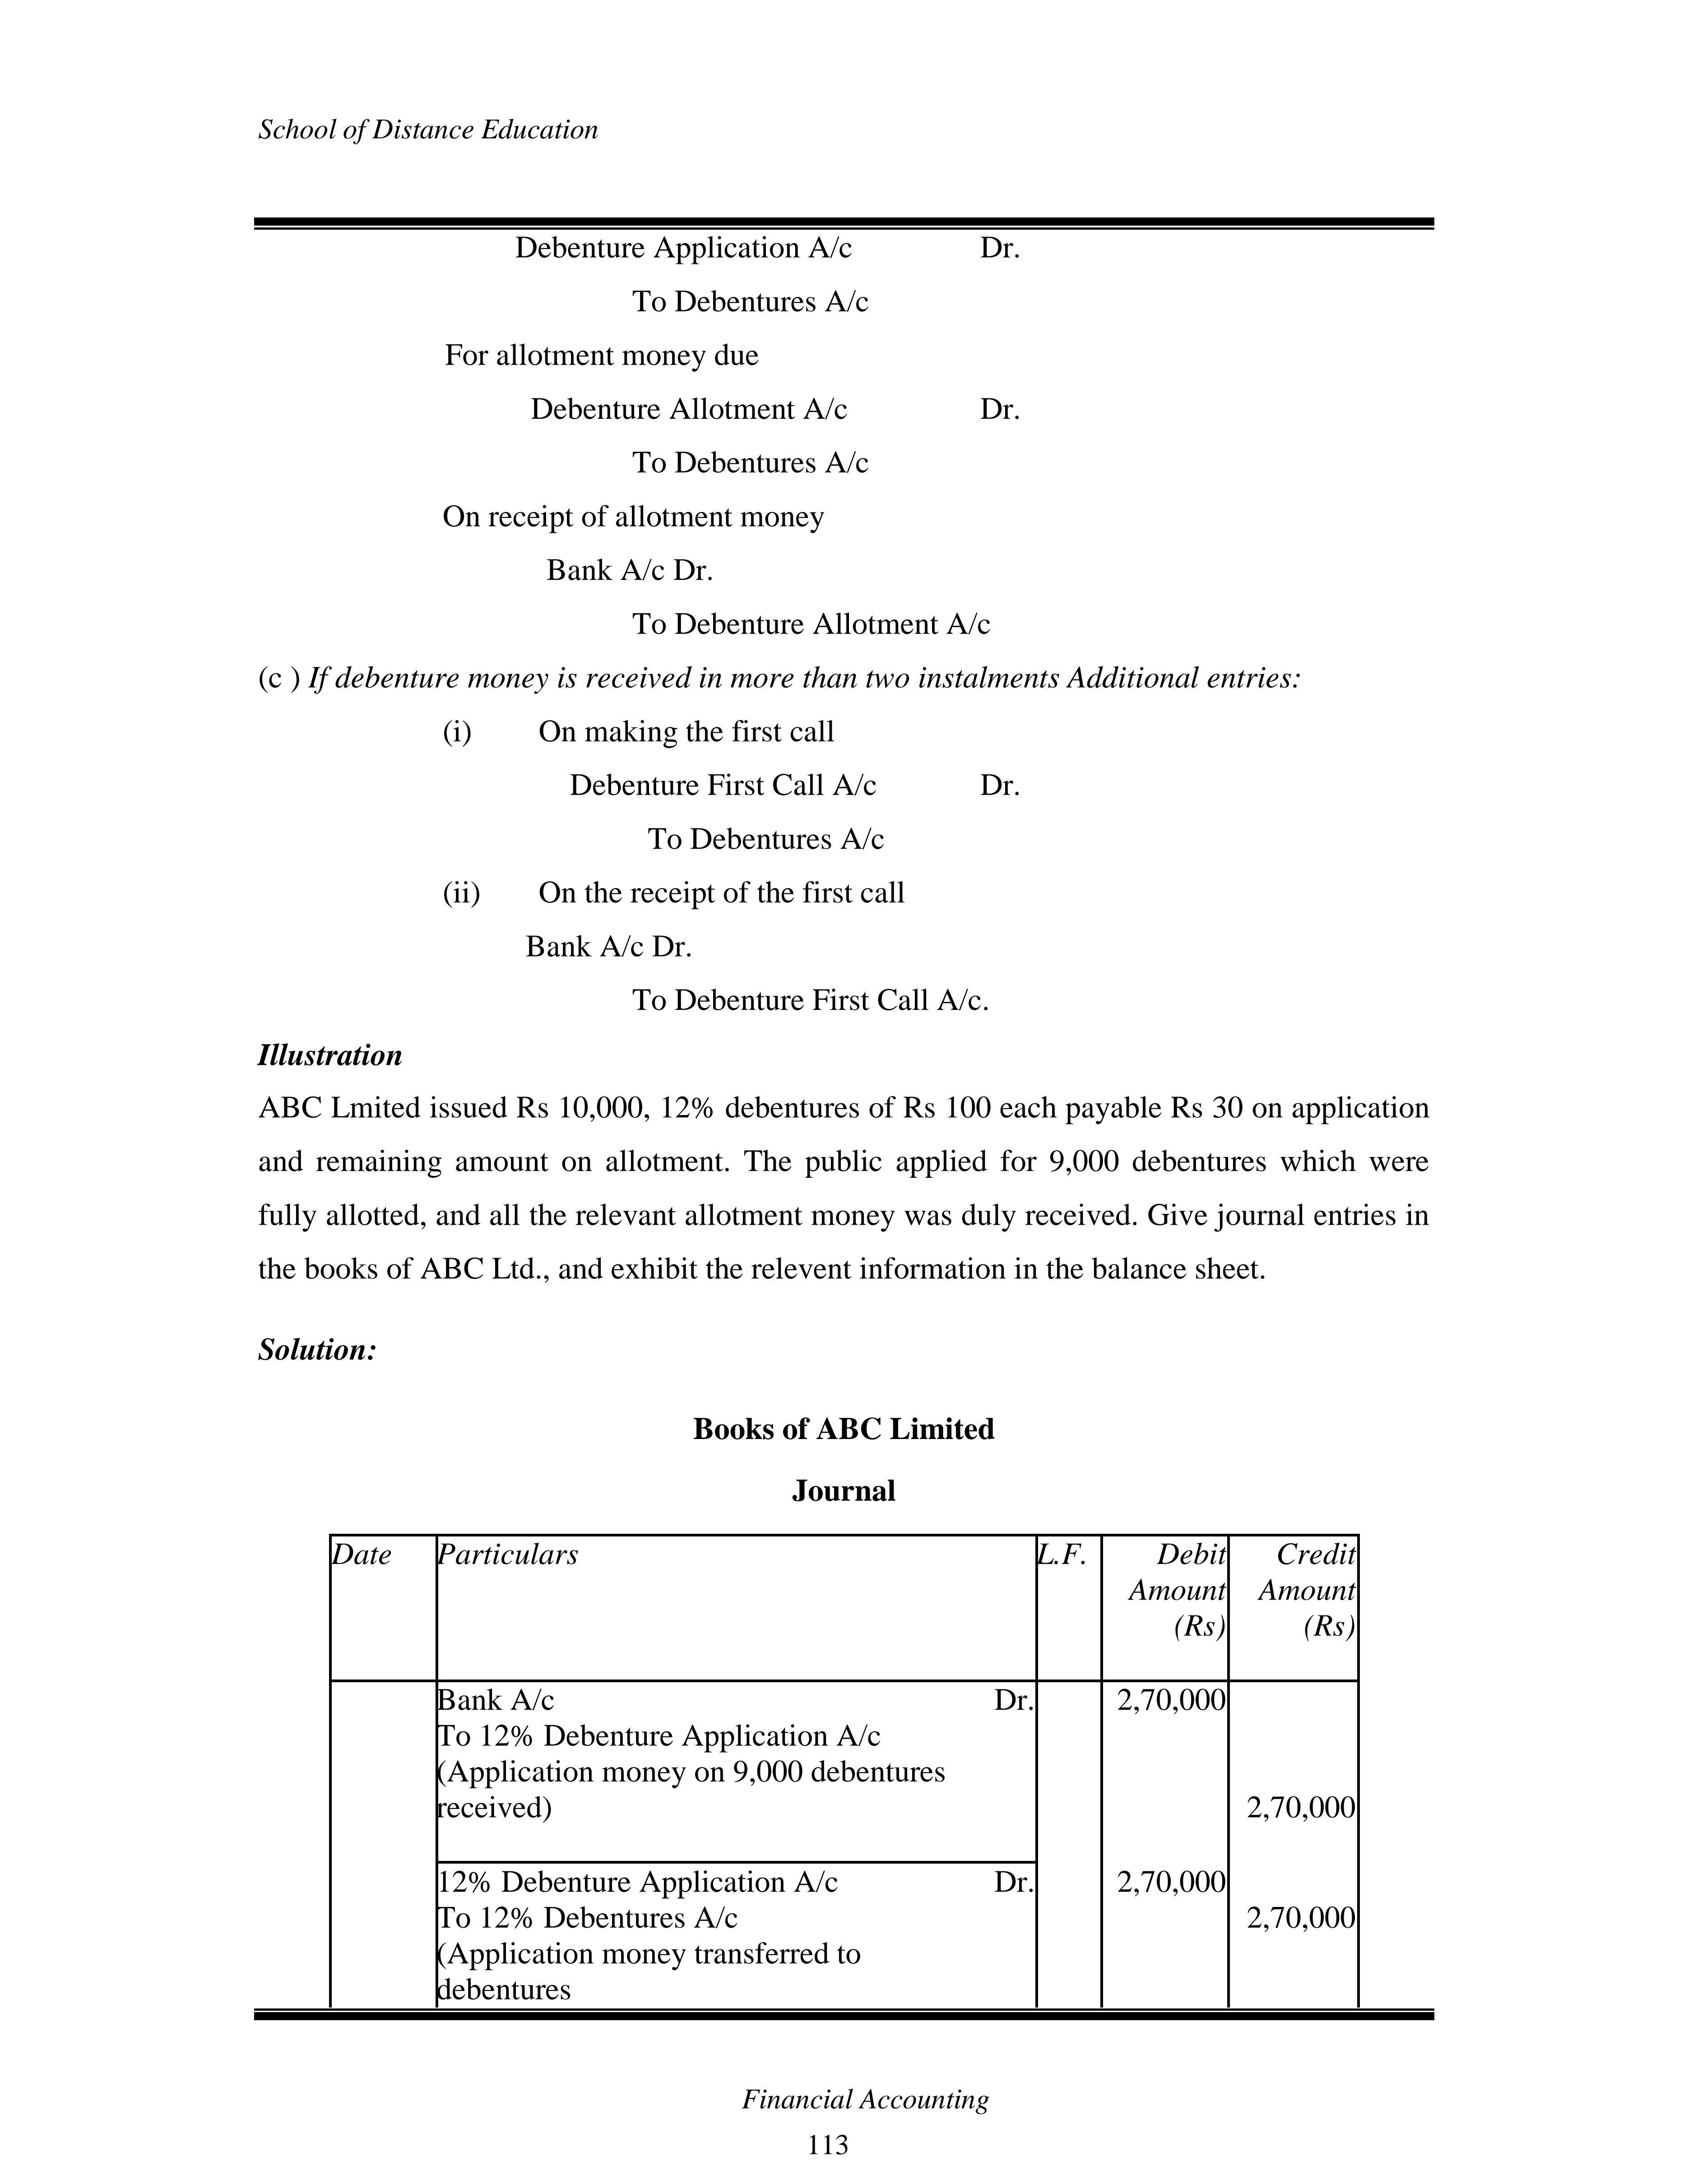 School of Distance Education
Debenture Application A/c Dr.
To Debentures A/c
For allotment money due
Debenture Allotment A/c Dr.
To Debentures A/c
On receipt of allotment money
Bank A/c Dr.
To Debenture Allotment A/c
(c ) If debenture money is received in more than two instalments Additional entries:
(i) On making the first call
Debenture First Call A/c Dr.
To Debentures A/c
(ii) On the receipt of the first call
Bank A/c Dr.
To Debenture First Call A/c.
Illustration
ABC Lmited issued Rs 10,000, 12% debentures of Rs 100 each payable Rs 30 on application
and remaining amount on allotment. The public applied for 9,000 debentures which were
fully allotted, and all the relevant allotment money was duly received. Give journal entries in
the books of ABC Ltd., and exhibit the relevent information in the balance sheet.
Solution:
Books of ABC Limited
Journal
Date Particulars L.F. Debit Credit
Amount Amount
(Rs) (Rs)
Bank A/c Dr. 2,70,000
To 12% Debenture Application A/c
(Application money on 9,000 debentures
received) 2,70,000
12% Debenture Application A/c Dr. 2,70,000
To 12% Debentures A/c 2,70,000
(Application money transferred to
debentures
Financial Accounting
113